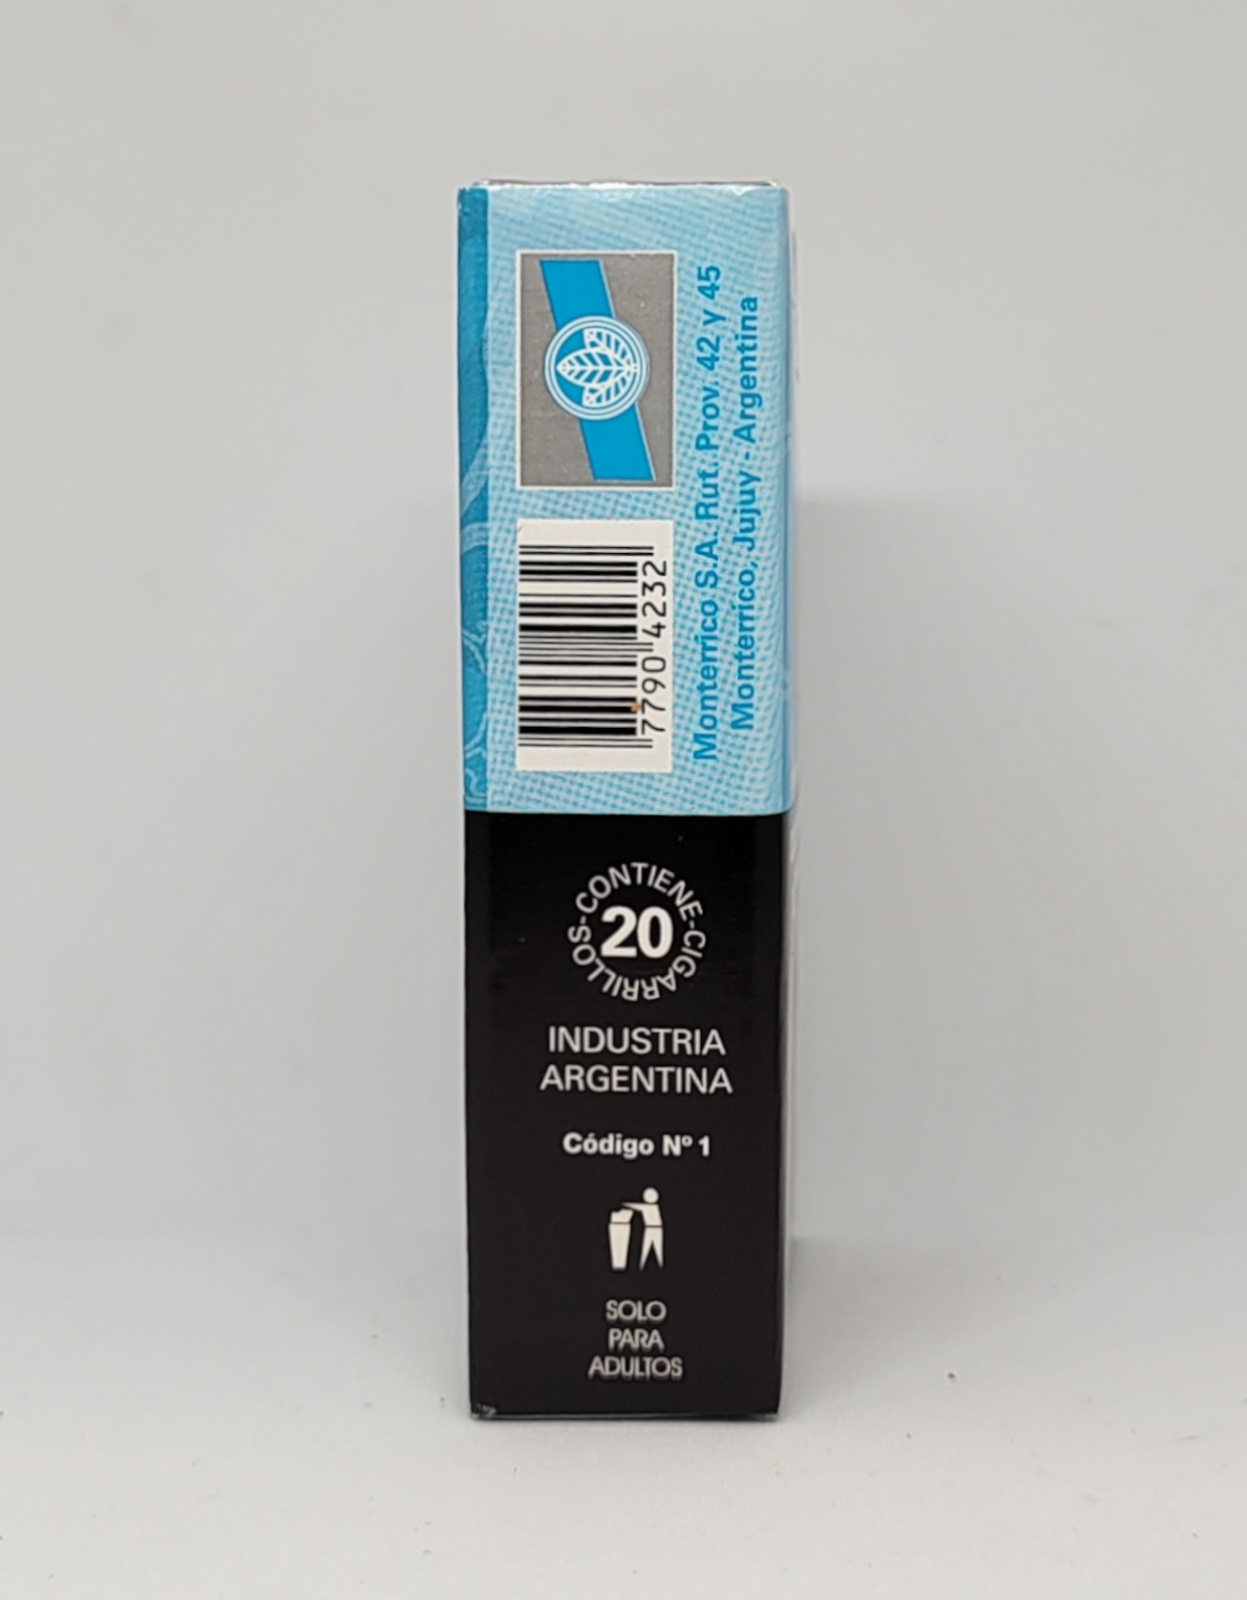 Monterrico S.A. Rut. Prov. 42 y 45
Monterrico, Jujuy - Argentina
7790 4232
CONTIENE-CIGARRILLOS-
20
INDUSTRIA
ARGENTINA
Código Nº 1
SOLO
PARA
ADULTOS